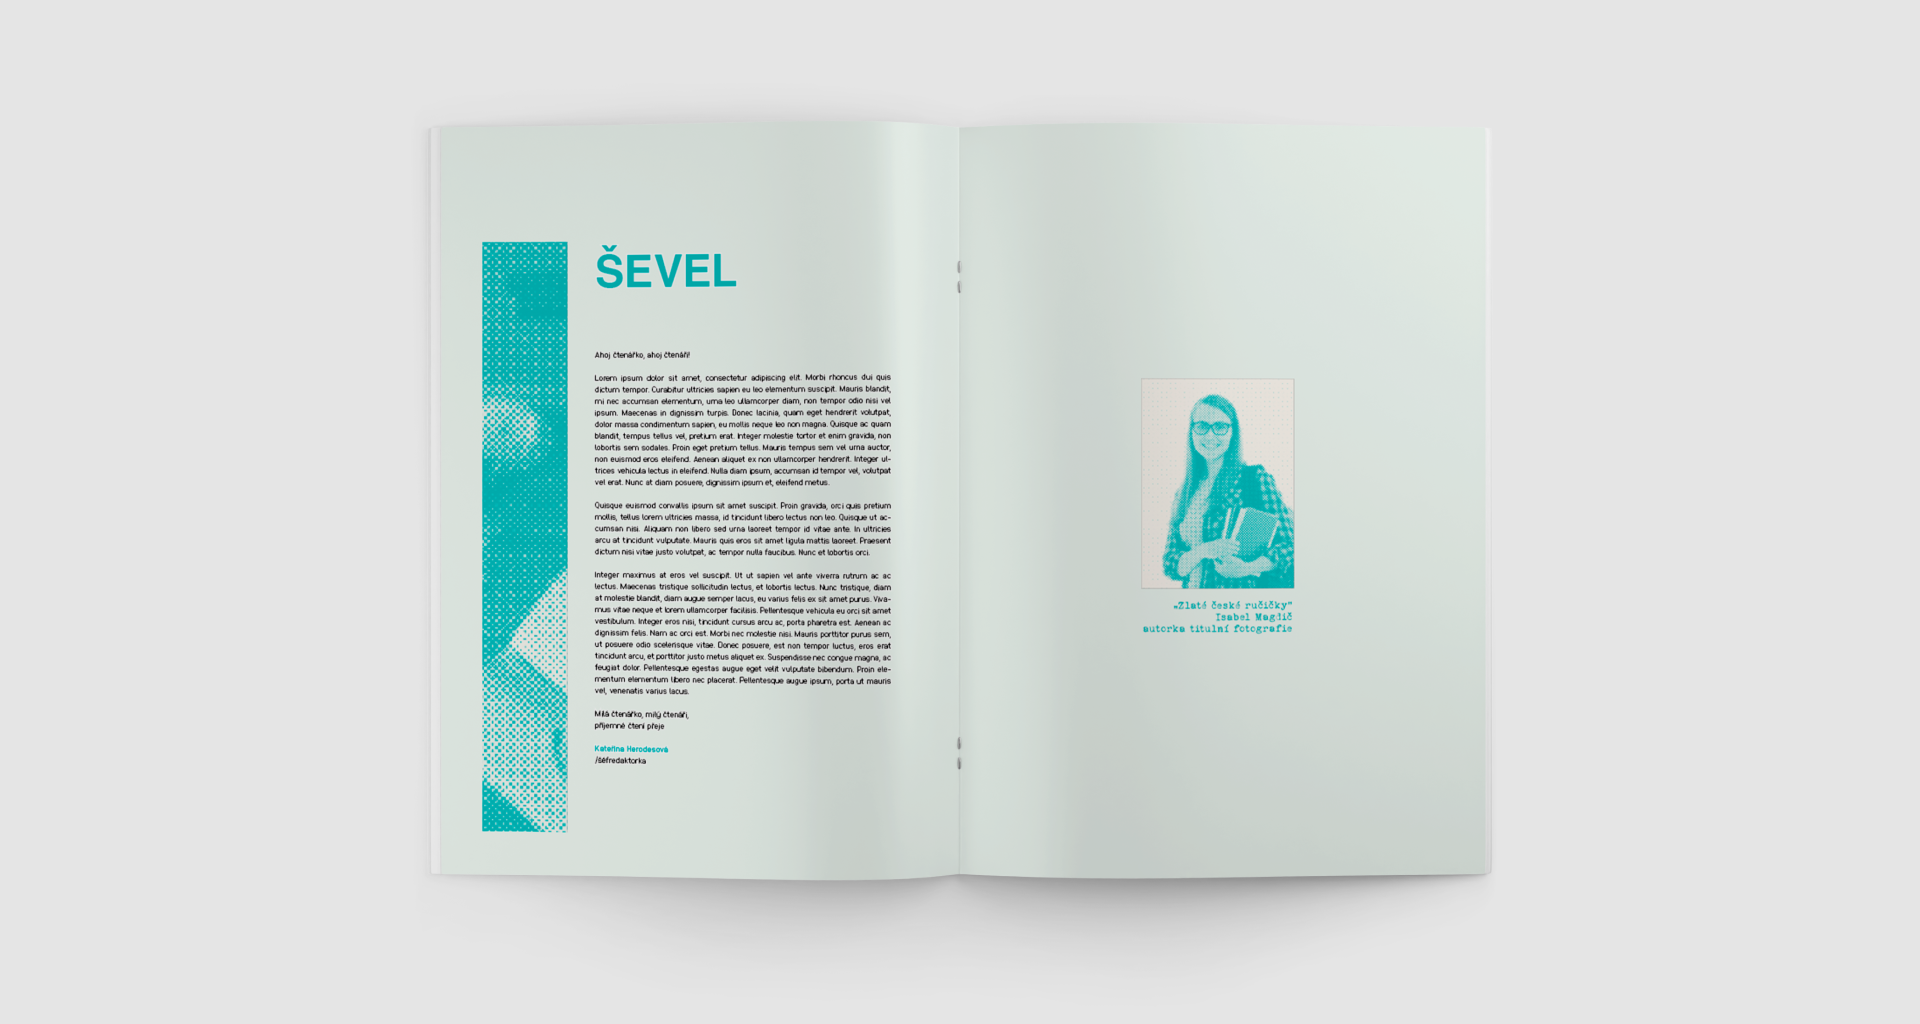 ŠEVEL
Ahoj čtenářko, ahoj čtenáři!
Lorem ipsum dolor sit amet, consectetur adipiscing elit. Morbi rhoncus dui quis
dictum tempor. Curabitur ultricies sapien eu leo elementum suscipit. Mauris blandit,
mi nec accumsan elementum, urna leo ullamcorper diam, non tempor odio nisi vel
ipsum. Maecenas in dignissim turpis. Donec lacinia, quam eget hendrerit volutpat,
dolor massa condimentum sapien, eu mollis neque leo non magna. Quisque ac quam
blandit, tempus tellus vel, pretium erat. Integer molestie tortor et enim gravida, non
lobortis sem sodales. Proin eget pretium tellus. Mauris tempus sem vel urna auctor,
non euismod eros eleifend. Aenean aliquet ex non ullamcorper hendrerit. Integer ul-
trices vehicula lectus in eleifend. Nulla diam ipsum, accumsan id tempor vel, volutpat
vel erat. Nunc at diam posuere, dignissim ipsum et, eleifend metus.
Quisque euismod convallis ipsum sit amet suscipit. Proin gravida, orci quis pretium
mollis, tellus lorem ultricies massa, id tincidunt libero lectus non leo. Quisque ut ac-
cumsan nisi. Aliquam non libero sed urna laoreet tempor id vitae ante. In ultricies
arcu at tincidunt vulputate. Mauris quis eros sit amet ligula mattis laoreet. Praesent
dictum nisi vitae justo volutpat, ac tempor nulla faucibus. Nunc et lobortis orci.
Integer maximus at eros vel suscipit. Ut ut sapien vel ante viverra rutrum ac ac
lectus. Maecenas tristique sollicitudin lectus, et lobortis lectus. Nunc tristique, diam
at molestie blandit, diam augue semper lacus, eu varius felis ex sit amet purus. Viva-
mus vitae neque et lorem ullamcorper facilisis. Pellentesque vehicula eu orci sit amet
vestibulum. Integer eros nisi, tincidunt cursus arcu ac, porta pharetra est. Aenean ac
dignissim felis. Nam ac orci est. Morbi nec molestie nisi. Mauris porttitor purus sem,
ut posuere odio scelerisque vitae. Donec posuere, est non tempor luctus, eros erat
tincidunt arcu, et porttitor justo metus aliquet ex. Suspendisse nec congue magna, ac
feugiat dolor. Pellentesque egestas augue eget velit vulputate bibendum. Proin ele-
mentum elementum libero nec placerat. Pellentesque augue ipsum, porta ut mauris
vel, venenatis varius lacus.
Milá čtenářko, milý čtenáři,
příjemné čtení přeje
Kateřina Herodesová
/šéfredaktorka
„Zlaté české ručičky"
Isabel Magdič
autorka titulní fotografie